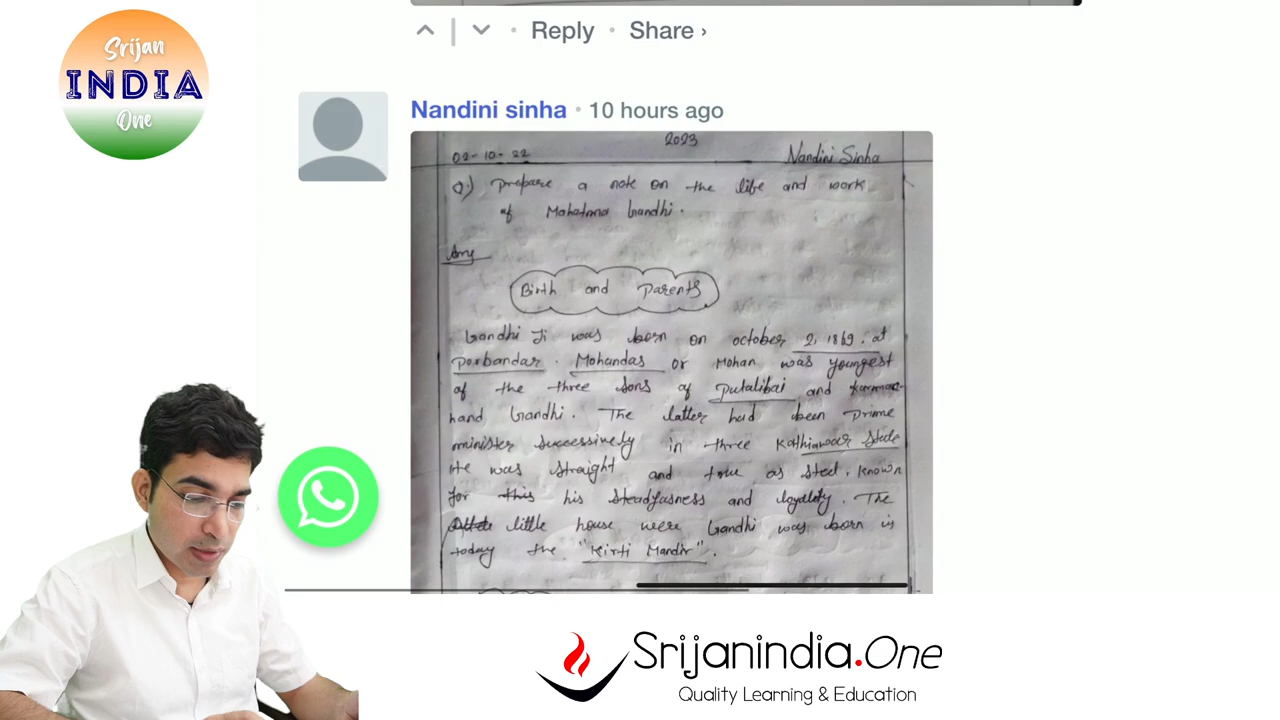 Srijan
INDIA
One
Reply
Share ›
Nandini sinha • 10 hours ago
2023
02-10-22
Nandini Sinha
Q.) Prepare a note on the life and work
of Mahatma Gandhi.
Ans
Birth and Parents
Gandhi Ji was born on october 2, 1869. at
Porbandar. Mohandas or Mohan was youngest
of the three sons of Putalibai and Karamc-
hand Gandhi. The latter had been Prime
minister successively in three Kathiawar State
He was straight and true as steel. Known
for this his steadfasness and loyality. The
little house were Gandhi was born is
today the "Kirti Mandir".
Srijanindia.One
Quality Learning & Education